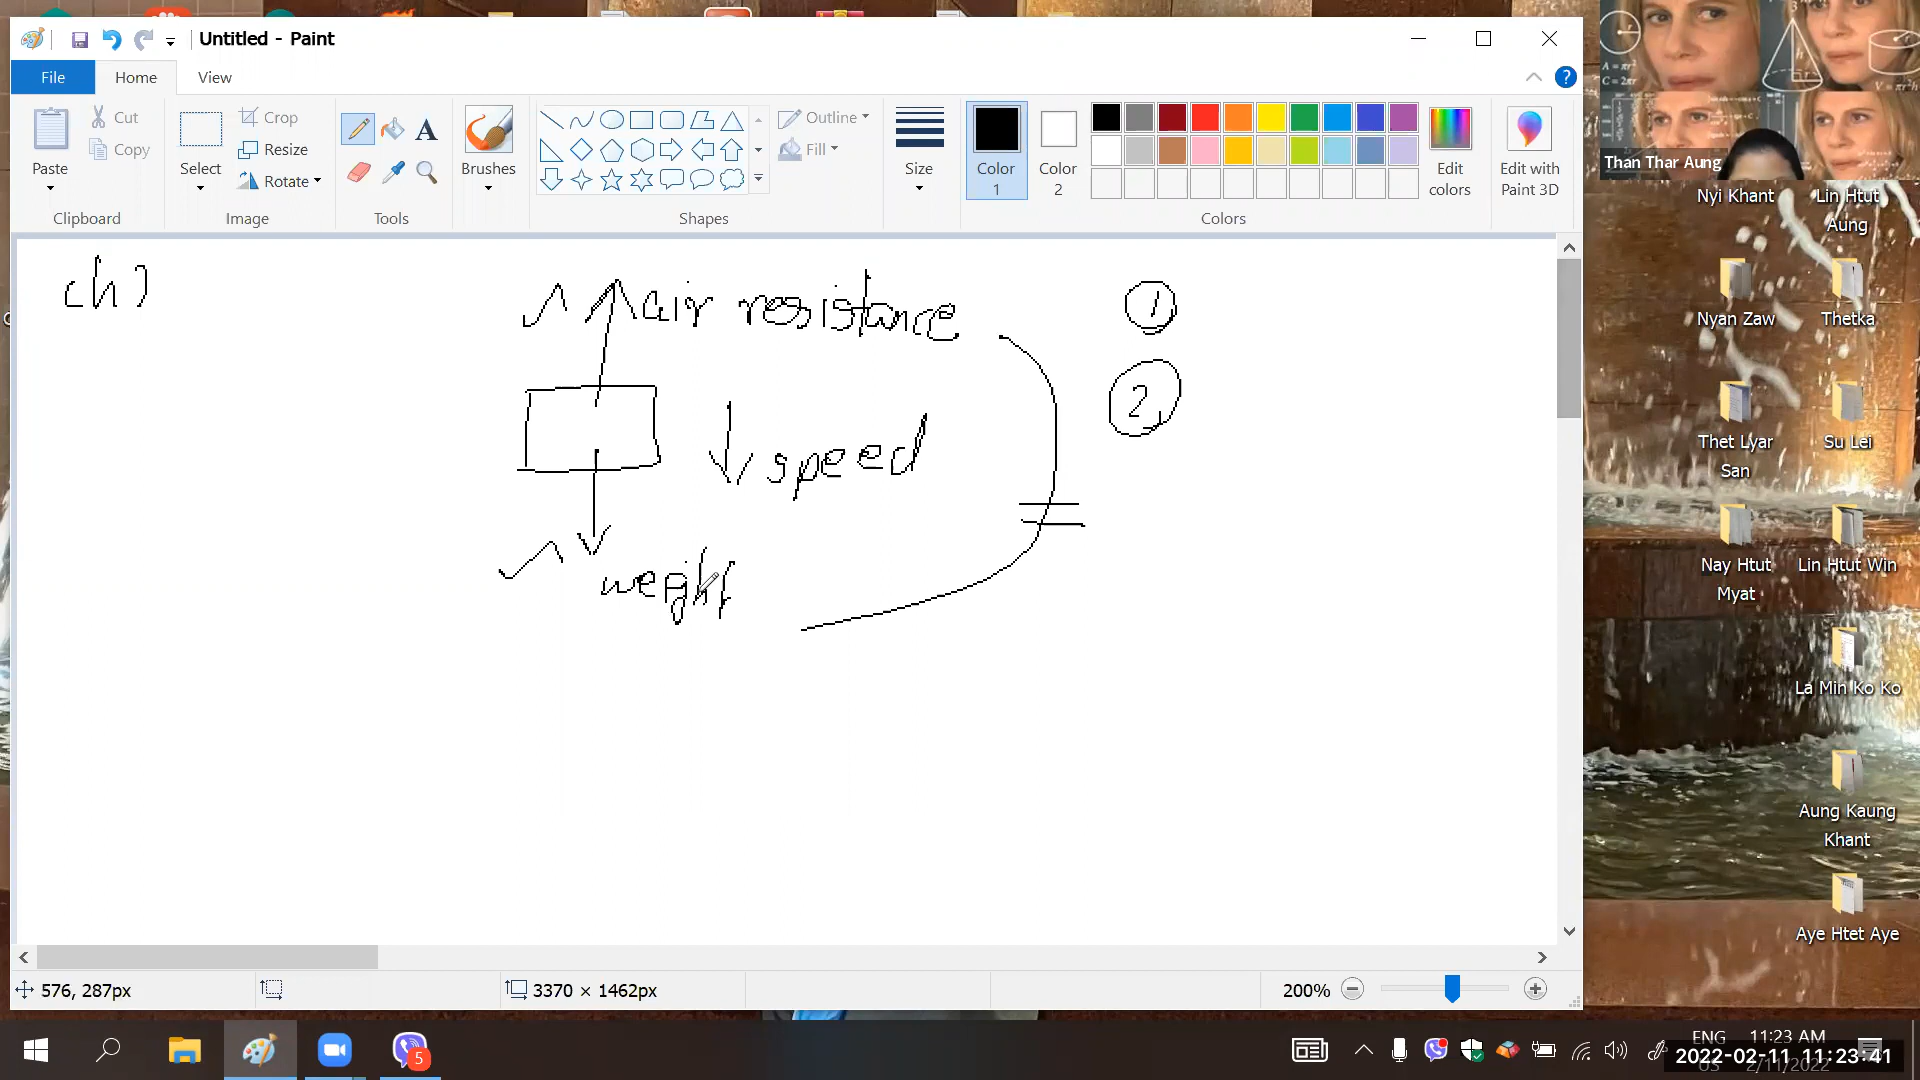 Untitled - Paint
File
Home
View
Paste
Cut
Copy
Clipboard
Select
Crop
Resize
Rotate
Image
Tools
Brushes
Outline
Fill
Shapes
Size
Color 1
Color 2
Edit colors
Edit with Paint 3D
Colors
Than Thar Aung
Nyi Khant
Lin Htut Aung
Nyan Zaw
Thetka
Thet Lyar San
Su Lei
Nay Htut Myat
Lin Htut Win
La Min Ko Ko
Aung Kaung Khant
Aye Htet Aye
air resistance
speed
weight
1
2
576, 287px
3370 × 1462px
200%
5
ENG
11:23 AM
2022-02-11 11:23:41